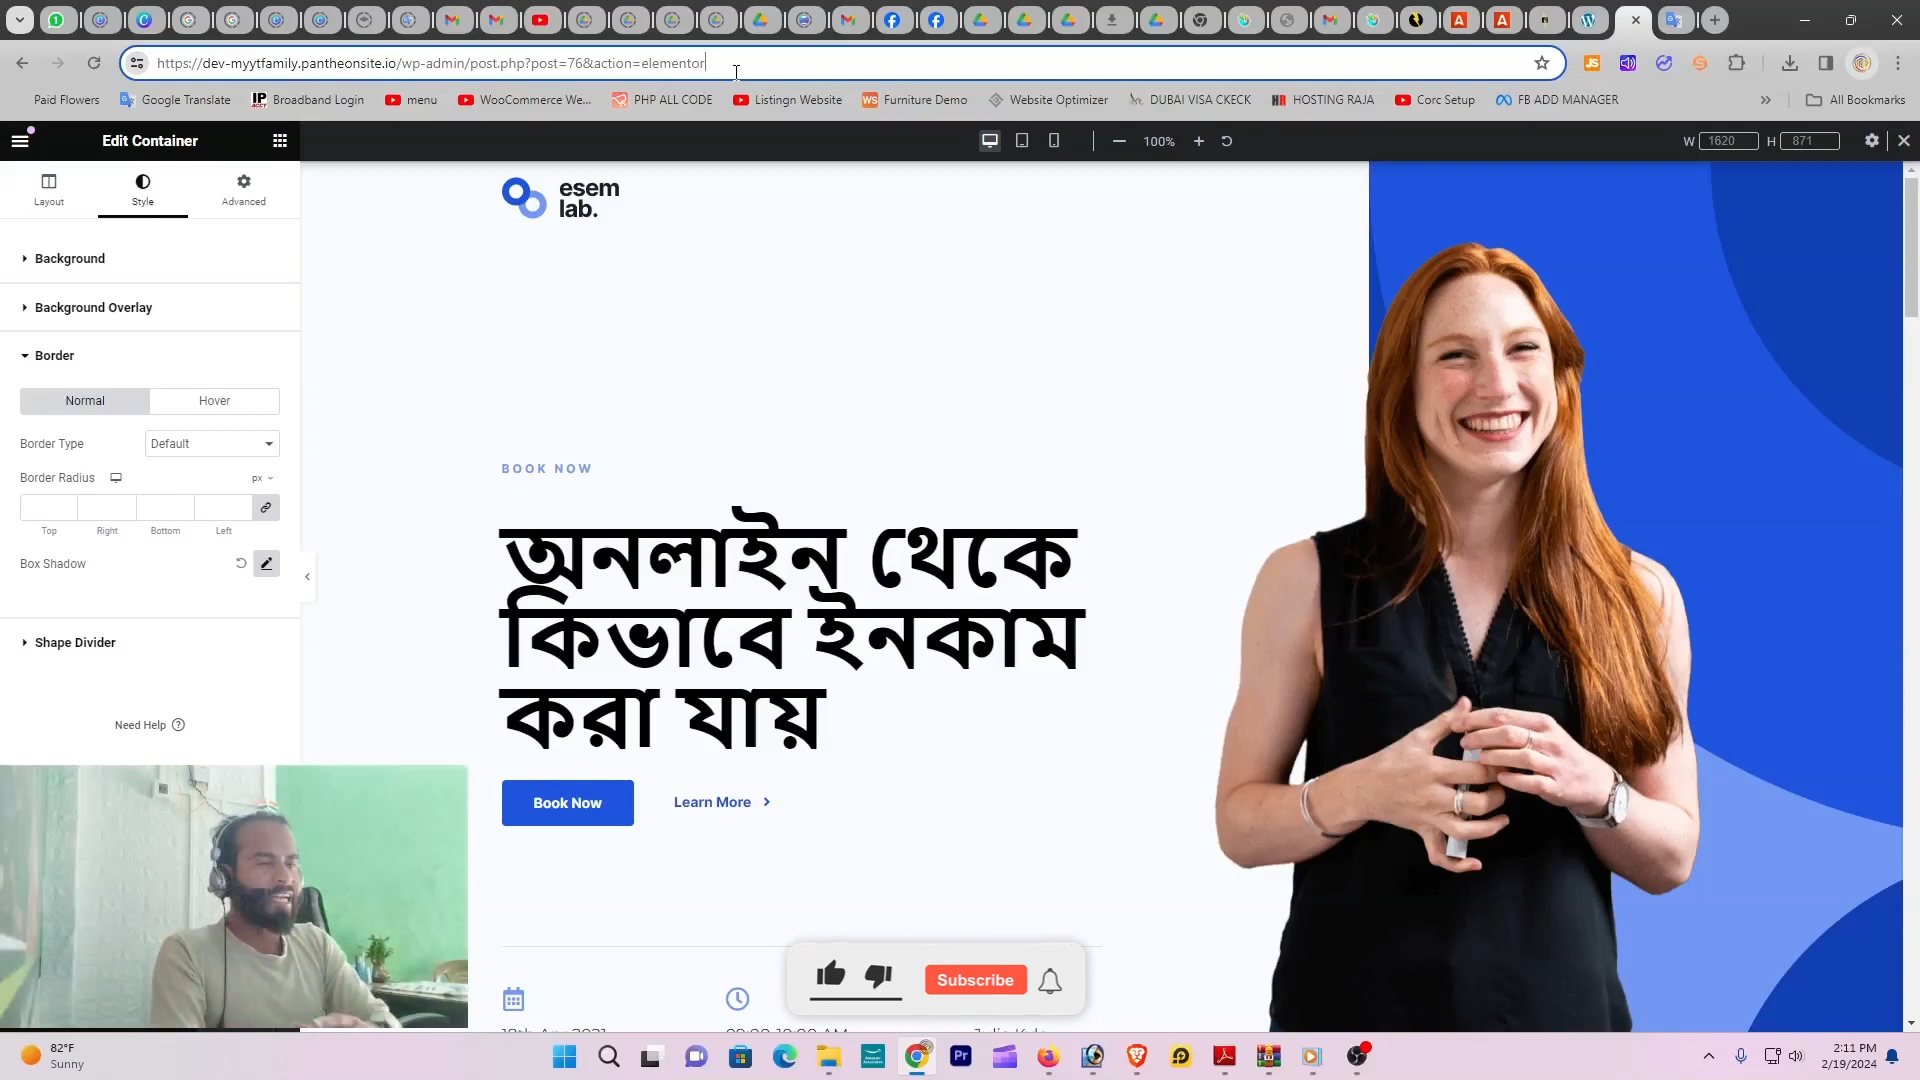 https://dev-myytfamily.pantheonsite.io/wp-admin/post.php?post=76&action=elementor
Paid Flowers
Google Translate
Broadband Login
menu
WooCommerce We...
PHP ALL CODE
Listingn Website
Furniture Demo
Website Optimizer
DUBAI VISA CKECK
HOSTING RAJA
Corc Setup
FB ADD MANAGER
All Bookmarks
Edit Container
100%
W 1620 H 871
Layout
Style
Advanced
Background
Background Overlay
Border
Normal
Hover
Border Type
Default
Border Radius
px
Top
Right
Bottom
Left
Box Shadow
Shape Divider
Need Help
esem
lab.
BOOK NOW
অনলাইন থেকে
কিভাবে ইনকাম
করা যায়
Book Now
Learn More
Subscribe
82°F
Sunny
2:11 PM
2/19/2024